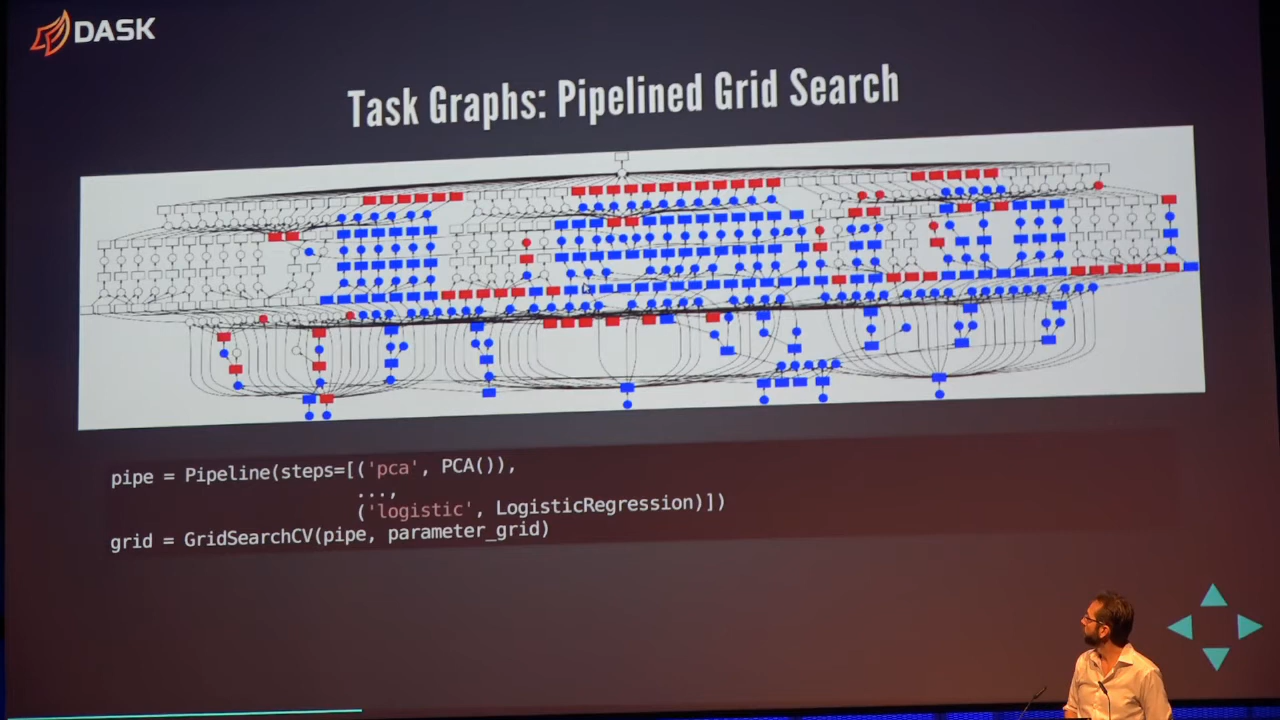 DASK
Task Graphs: Pipelined Grid Search
pipe = Pipeline(steps=[('pca', PCA()),
...,
('logistic', LogisticRegression)])
grid = GridSearchCV(pipe, parameter_grid)